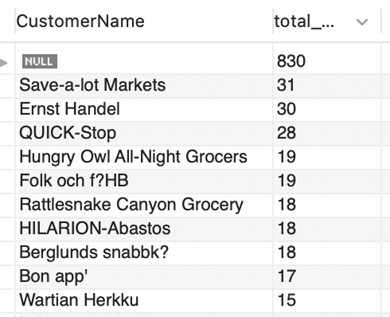 CustomerName total_...
NULL 830
Save-a-lot Markets 31
Ernst Handel 30
QUICK-Stop 28
Hungry Owl All-Night Grocers 19
Folk och f?HB 19
Rattlesnake Canyon Grocery 18
HILARION-Abastos 18
Berglunds snabbk? 18
Bon app' 17
Wartian Herkku 15